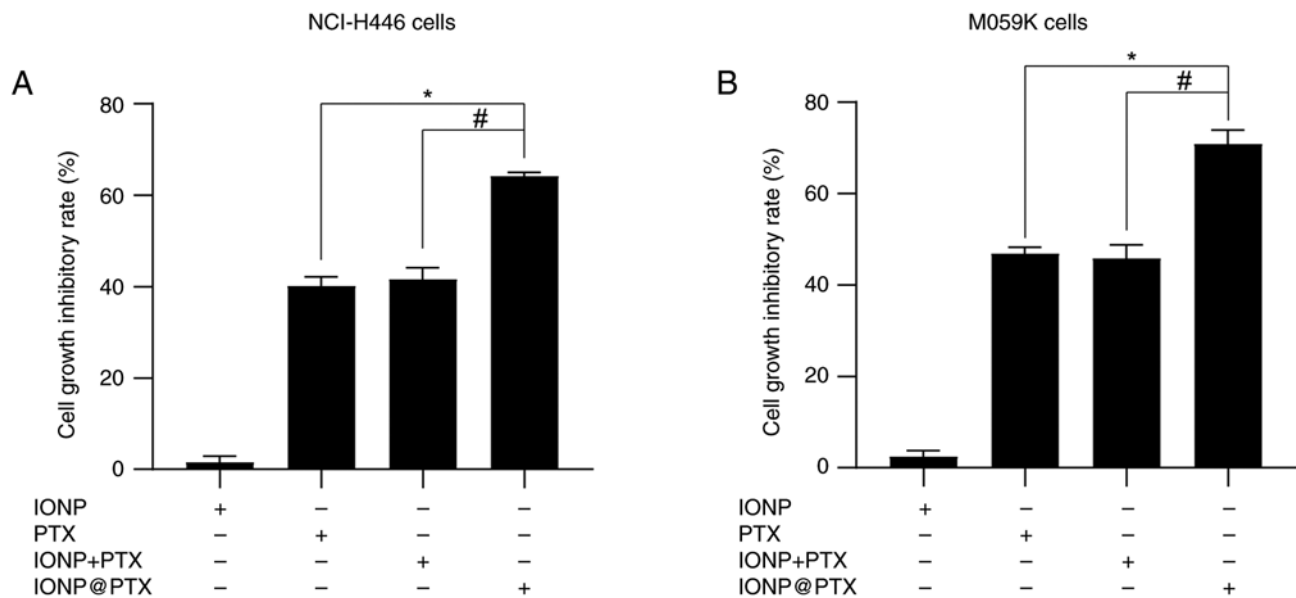 NCI-H446 cells
A
*
#
80
60
40
20
0
Cell growth inhibitory rate (%)
IONP + – – –
PTX – + – –
IONP+PTX – – + –
IONP@PTX – – – +
M059K cells
B
*
#
80
60
40
20
0
Cell growth inhibitory rate (%)
IONP + – – –
PTX – + – –
IONP+PTX – – + –
IONP@PTX – – – +